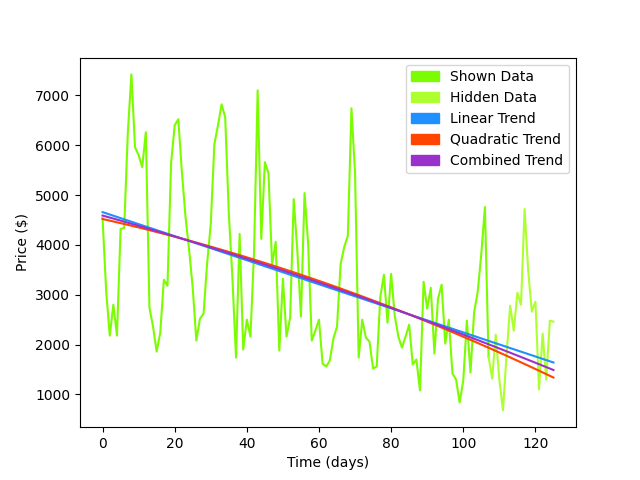 Shown Data
Hidden Data
Linear Trend
Quadratic Trend
Combined Trend
Price ($)
7000
6000
5000
4000
3000
2000
1000
0 20 40 60 80 100 120
Time (days)